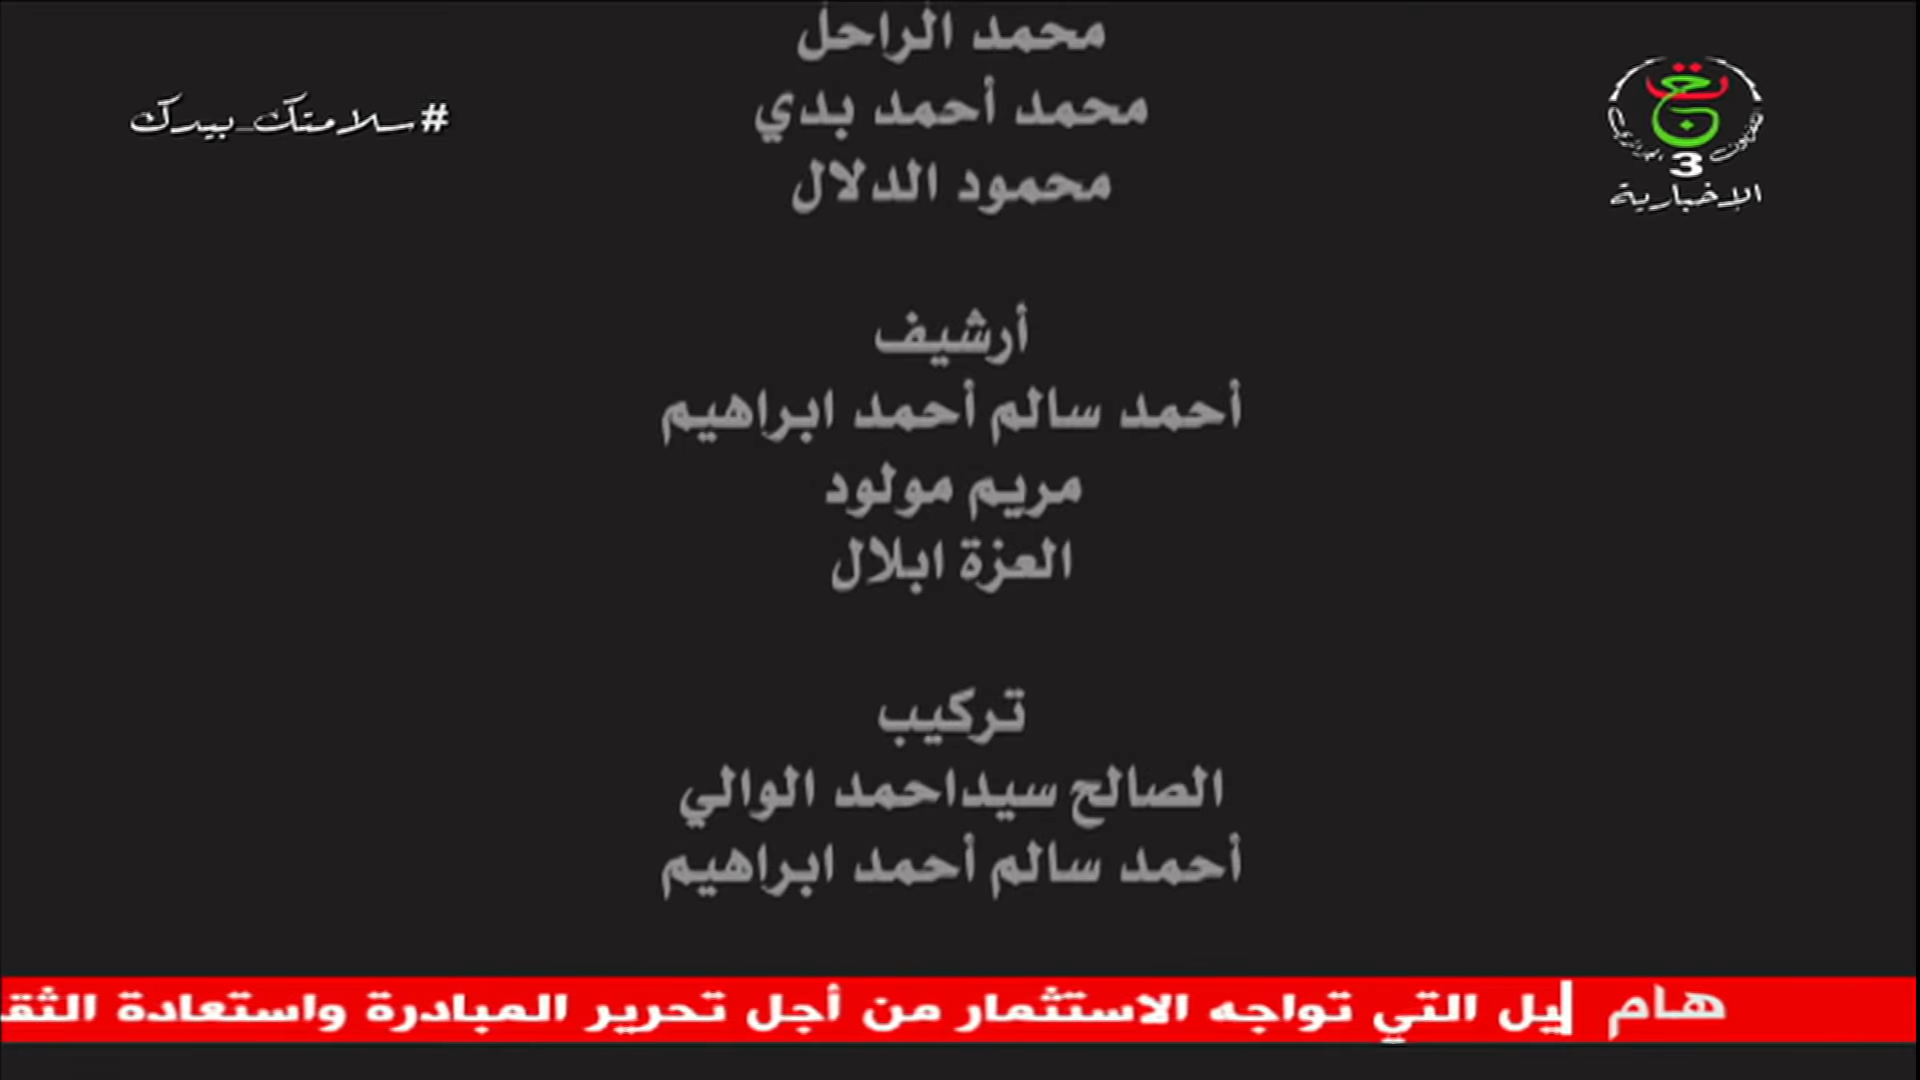 محمد الراحل
محمد أحمد بدي
محمود الدلال
#سلامتك_بيدك
3
الإخبارية
أرشيف
أحمد سالم أحمد ابراهيم
مريم مولود
العزة ابلال
تركيب
الصالح سيداحمد الوالي
أحمد سالم أحمد ابراهيم
هام
يل التي تواجه الاستثمار من أجل تحرير المبادرة واستعادة الثق